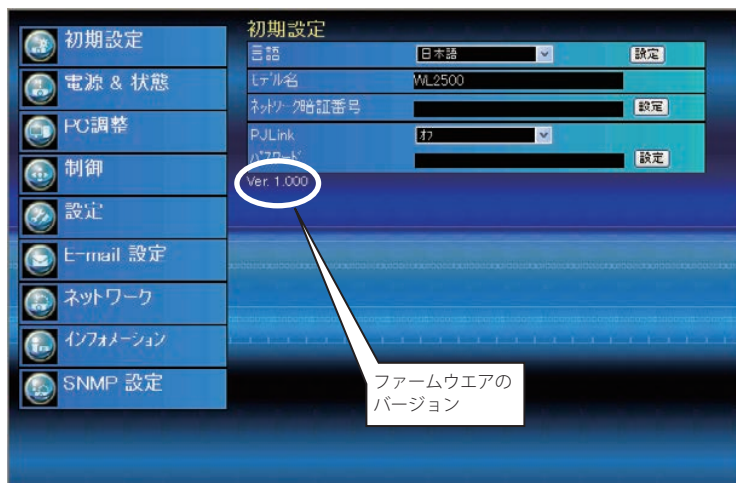 初期設定
電源 & 状態
PC調整
制御
設定
E-mail 設定
ネットワーク
インフォメーション
SNMP 設定
初期設定
言語 日本語 設定
モデル名 WL2500
ネットワーク暗証番号 設定
PJLink オフ
パスワード 設定
Ver. 1.000
ファームウエアの
バージョン